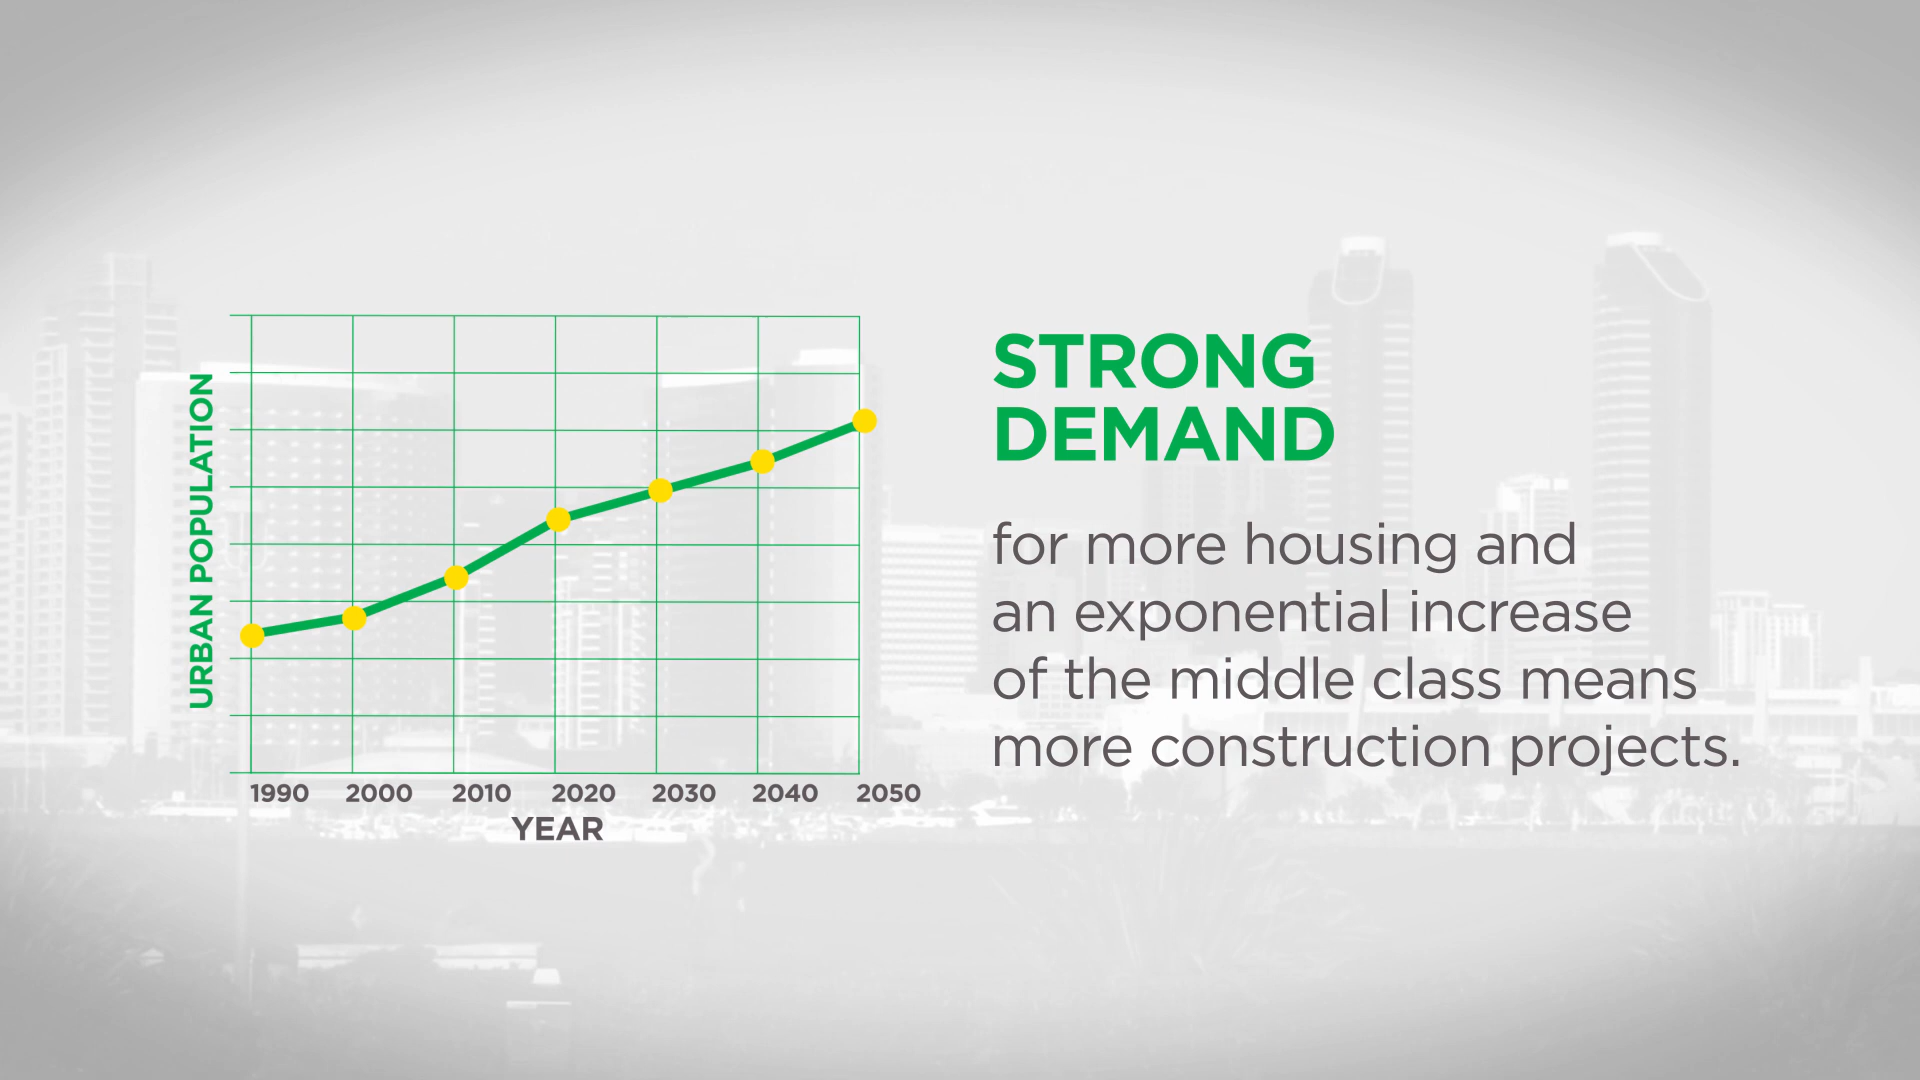 STRONG
DEMAND
for more housing and
an exponential increase
of the middle class means
more construction projects.
URBAN POPULATION
1990 2000 2010 2020 2030 2040 2050
YEAR